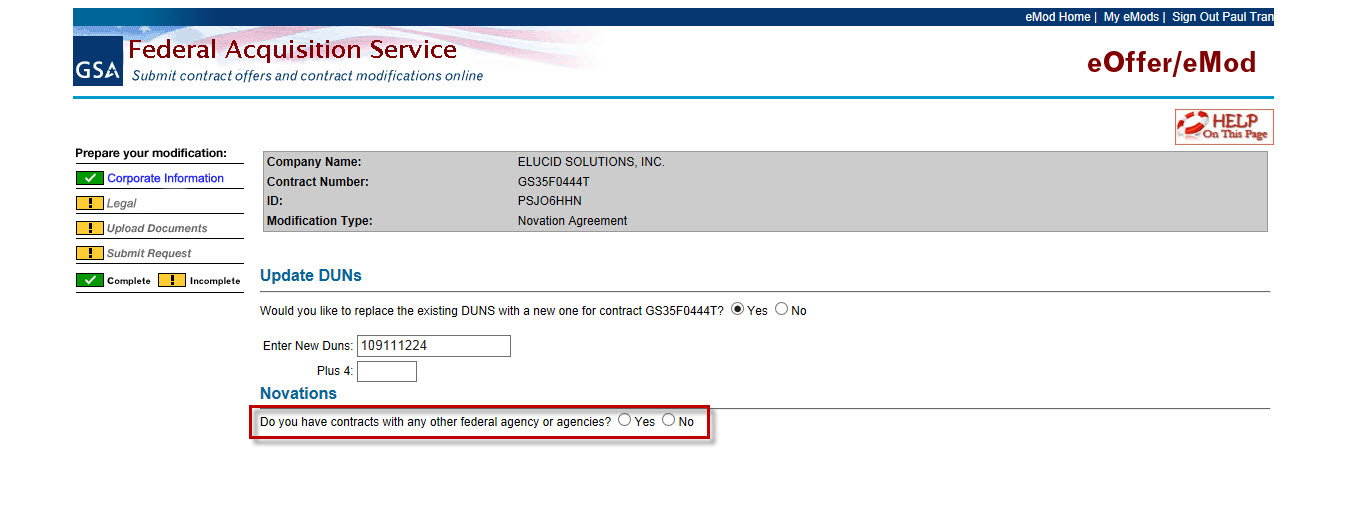 eMod Home | My eMods | Sign Out Paul Tran
GSA
Federal Acquisition Service
Submit contract offers and contract modifications online
eOffer/eMod
HELP
On This Page
Prepare your modification:
Corporate Information
! Legal
! Upload Documents
! Submit Request
Complete ! Incomplete
Company Name: ELUCID SOLUTIONS, INC.
Contract Number: GS35F0444T
ID: PSJO6HHN
Modification Type: Novation Agreement
Update DUNs
Would you like to replace the existing DUNS with a new one for contract GS35F0444T? Yes No
Enter New Duns: 109111224
Plus 4:
Novations
Do you have contracts with any other federal agency or agencies? Yes No